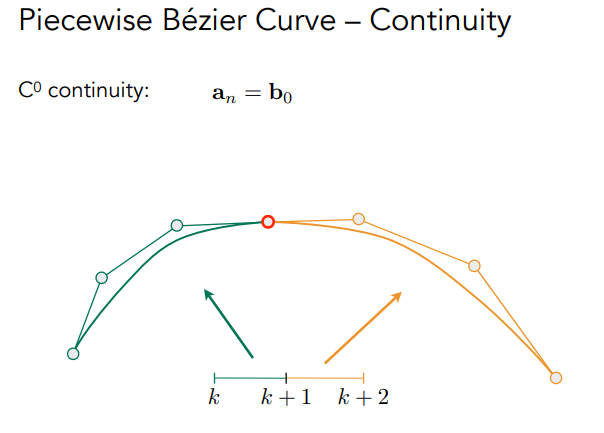 Piecewise Bézier Curve – Continuity
C⁰ continuity: aₙ = b₀
k k + 1 k + 2